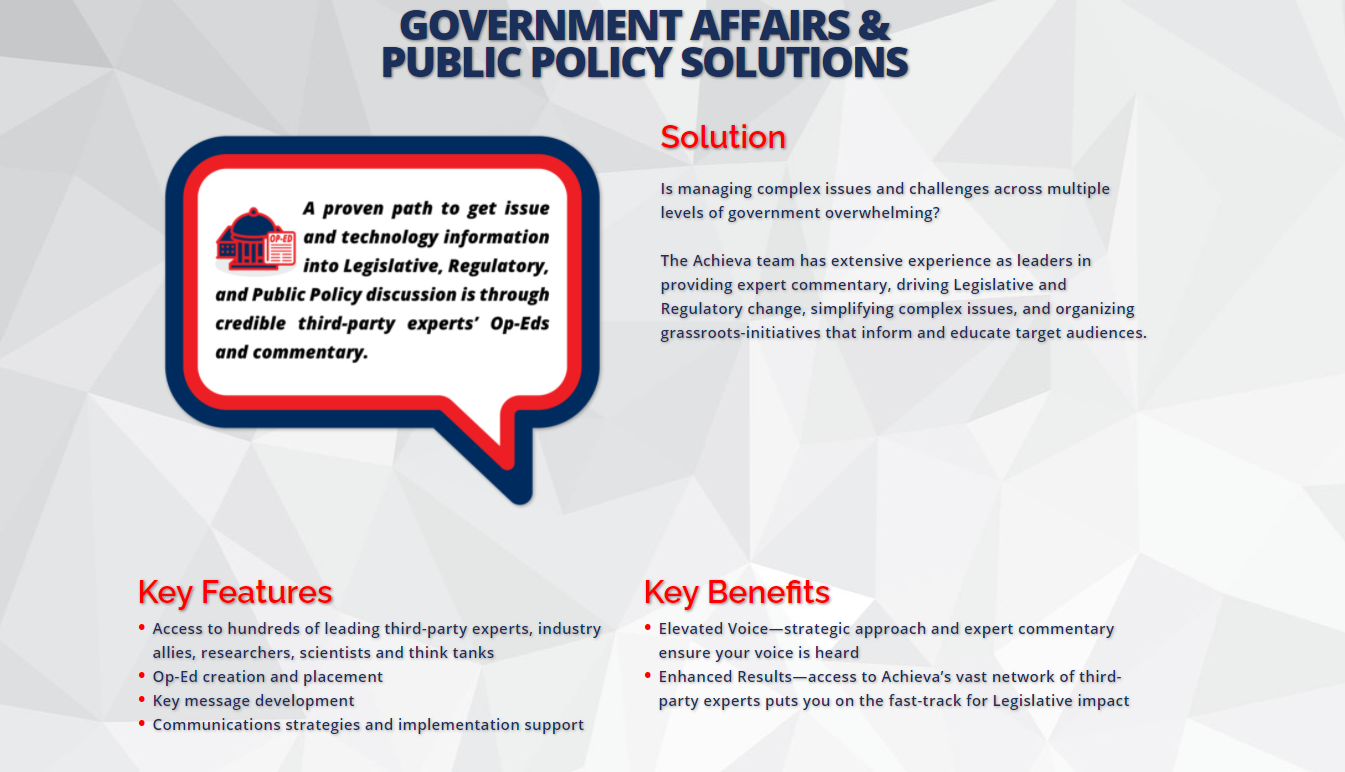 GOVERNMENT AFFAIRS &
PUBLIC POLICY SOLUTIONS
A proven path to get issue
and technology information
into Legislative, Regulatory,
and Public Policy discussion is through
credible third-party experts’ Op-Eds
and commentary.
OP-ED
Solution
Is managing complex issues and challenges across multiple
levels of government overwhelming?
The Achieva team has extensive experience as leaders in
providing expert commentary, driving Legislative and
Regulatory change, simplifying complex issues, and organizing
grassroots-initiatives that inform and educate target audiences.
Key Features
• Access to hundreds of leading third-party experts, industry
allies, researchers, scientists and think tanks
• Op-Ed creation and placement
• Key message development
• Communications strategies and implementation support
Key Benefits
• Elevated Voice—strategic approach and expert commentary
ensure your voice is heard
• Enhanced Results—access to Achieva’s vast network of third-
party experts puts you on the fast-track for Legislative impact